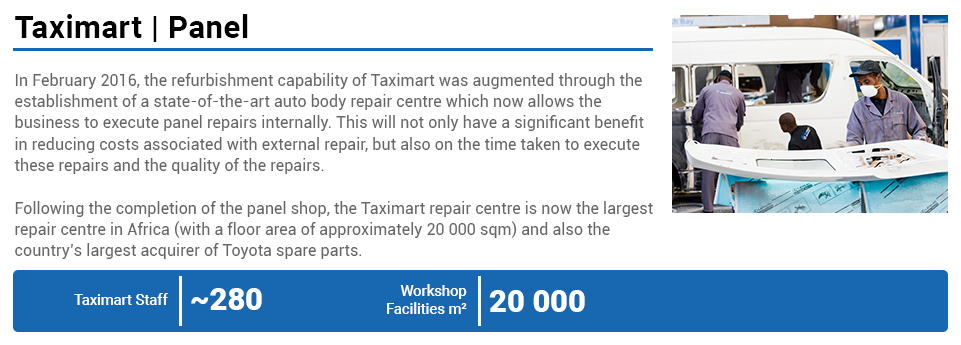 Taximart | Panel
In February 2016, the refurbishment capability of Taximart was augmented through the
establishment of a state-of-the-art auto body repair centre which now allows the
business to execute panel repairs internally. This will not only have a significant benefit
in reducing costs associated with external repair, but also on the time taken to execute
these repairs and the quality of the repairs.
Following the completion of the panel shop, the Taximart repair centre is now the largest
repair centre in Africa (with a floor area of approximately 20 000 sqm) and also the
country's largest acquirer of Toyota spare parts.
Taximart Staff
~280
Workshop
Facilities m²
20 000